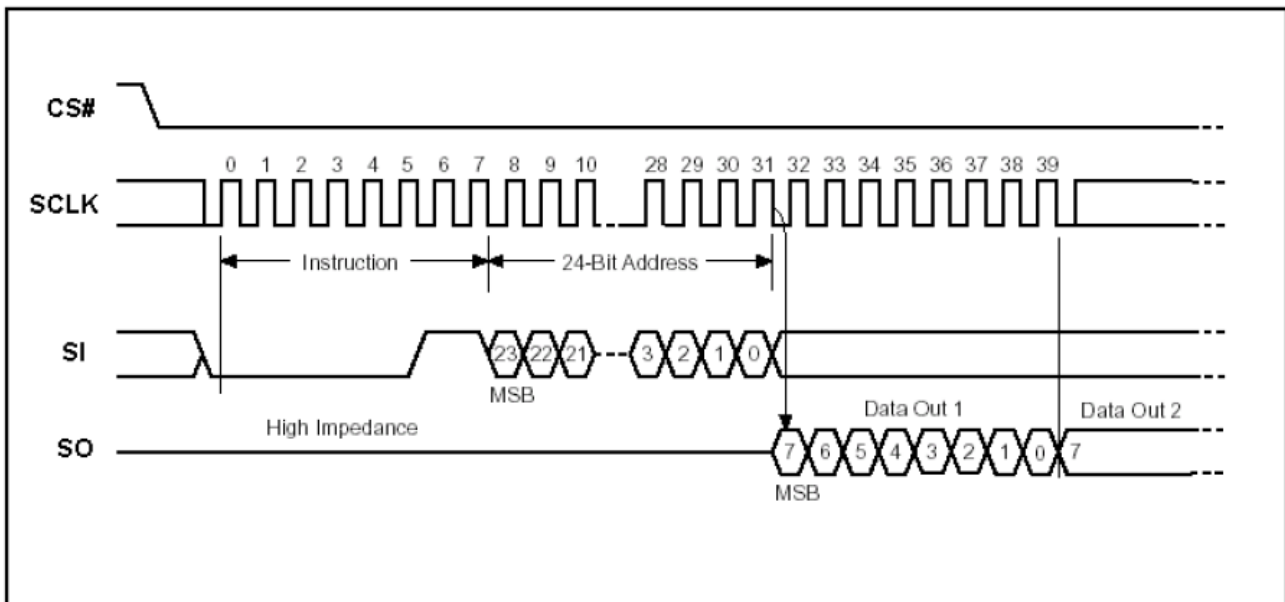 CS#
0 1 2 3 4 5 6 7 8 9 10 28 29 30 31 32 33 34 35 36 37 38 39
SCLK
Instruction 24-Bit Address
SI 23 22 21 3 2 1 0
MSB
Data Out 1 Data Out 2
High Impedance
SO 7 6 5 4 3 2 1 0 7
MSB